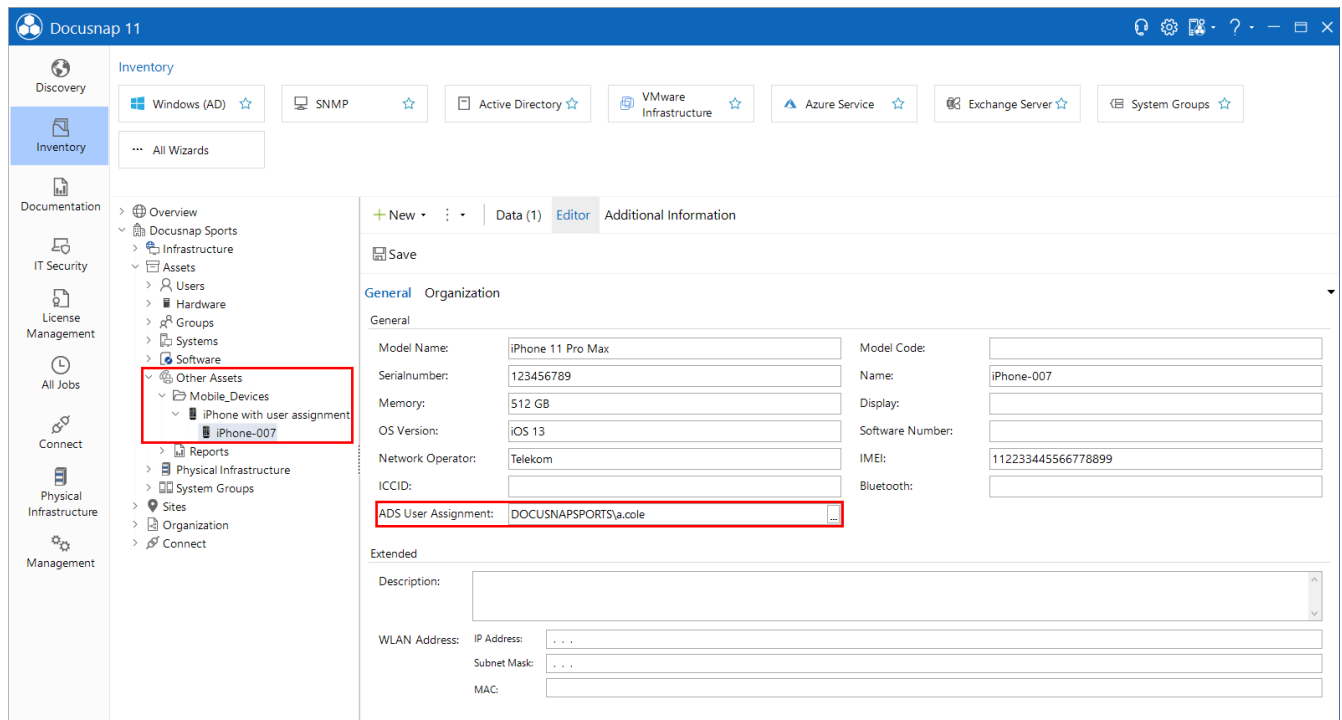 Docusnap 11
?
Discovery
Inventory
Documentation
IT Security
License
Management
All Jobs
Connect
Physical
Infrastructure
Management
Inventory
Windows (AD)
SNMP
Active Directory
VMware
Infrastructure
Azure Service
Exchange Server
System Groups
... All Wizards
Overview
Docusnap Sports
Infrastructure
Assets
Users
Hardware
Groups
Systems
Software
Other Assets
Mobile_Devices
iPhone with user assignment
iPhone-007
Reports
Physical Infrastructure
System Groups
Sites
Organization
Connect
+ New Data (1) Editor Additional Information
Save
General Organization
General
Model Name: iPhone 11 Pro Max Model Code:
Serialnumber: 123456789 Name: iPhone-007
Memory: 512 GB Display:
OS Version: iOS 13 Software Number:
Network Operator: Telekom IMEI: 112233445566778899
ICCID: Bluetooth:
ADS User Assignment: DOCUSNAPSPORTS\a.cole ...
Extended
Description:
WLAN Address: IP Address: . . .
Subnet Mask: . . .
MAC: